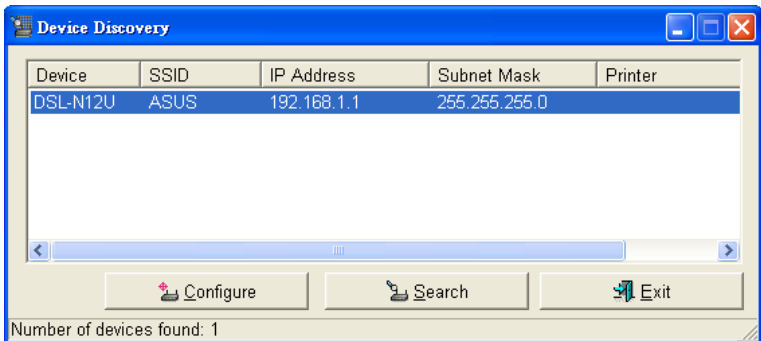 Device Discovery
Device SSID IP Address Subnet Mask Printer
DSL-N12U ASUS 192.168.1.1 255.255.255.0
Configure Search Exit
Number of devices found: 1